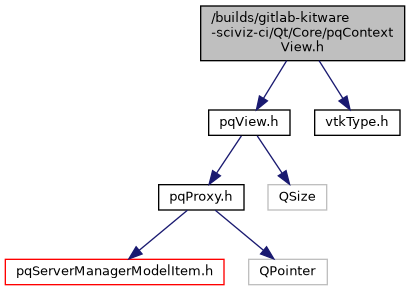 /builds/gitlab-kitware
-sciviz-ci/Qt/Core/pqContext
View.h
pqView.h
vtkType.h
pqProxy.h
QSize
pqServerManagerModelItem.h
QPointer